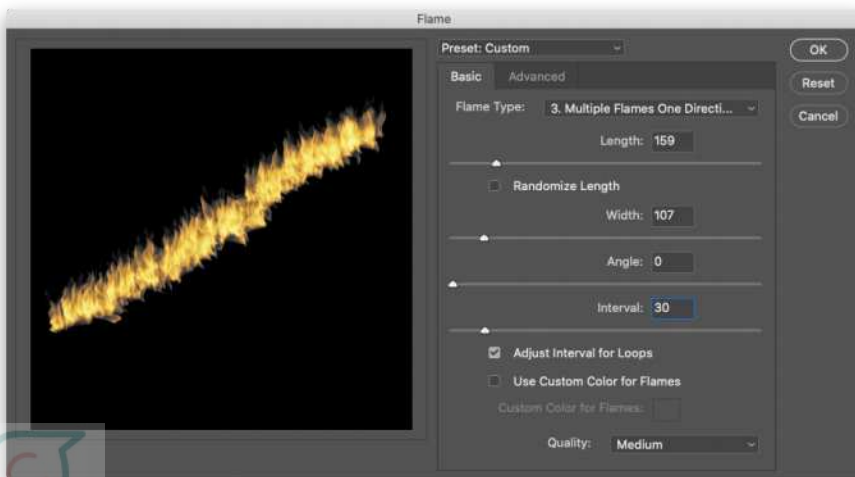 Flame
Preset: Custom
OK
Basic Advanced
Reset
Flame Type: 3. Multiple Flames One Directi...
Cancel
Length: 159
Randomize Length
Width: 107
Angle: 0
Interval: 30
Adjust Interval for Loops
Use Custom Color for Flames
Custom Color for Flames:
Quality: Medium